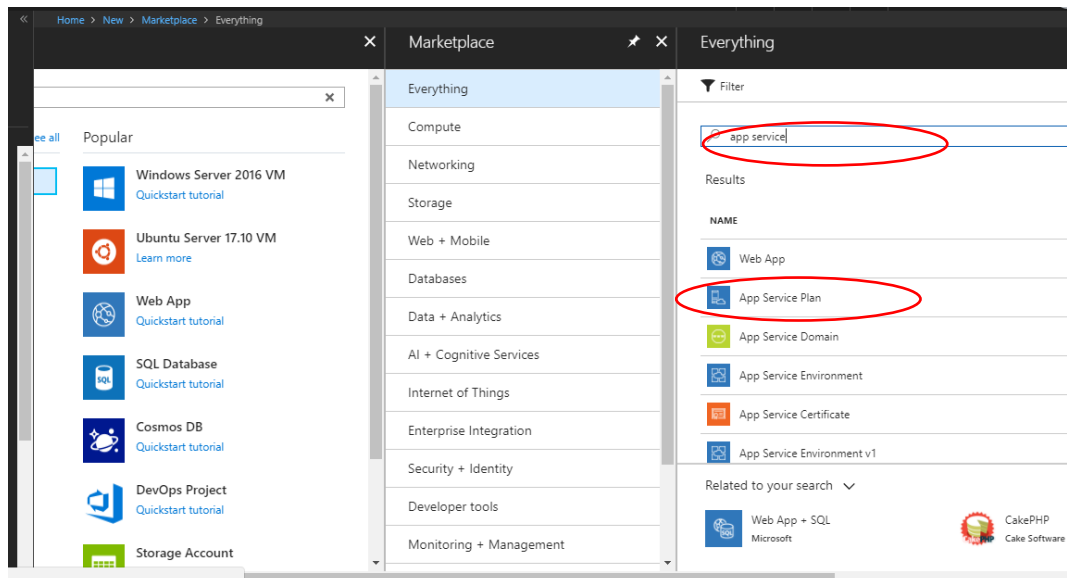 Home > New > Marketplace > Everything
Marketplace
Everything
ee all
Popular
Windows Server 2016 VM
Quickstart tutorial
Ubuntu Server 17.10 VM
Learn more
Web App
Quickstart tutorial
SQL Database
Quickstart tutorial
Cosmos DB
Quickstart tutorial
DevOps Project
Quickstart tutorial
Storage Account
Everything
Compute
Networking
Storage
Web + Mobile
Databases
Data + Analytics
AI + Cognitive Services
Internet of Things
Enterprise Integration
Security + Identity
Developer tools
Monitoring + Management
Filter
app service
Results
NAME
Web App
App Service Plan
App Service Domain
App Service Environment
App Service Certificate
App Service Environment v1
Related to your search
Web App + SQL
Microsoft
CakePHP
Cake Software